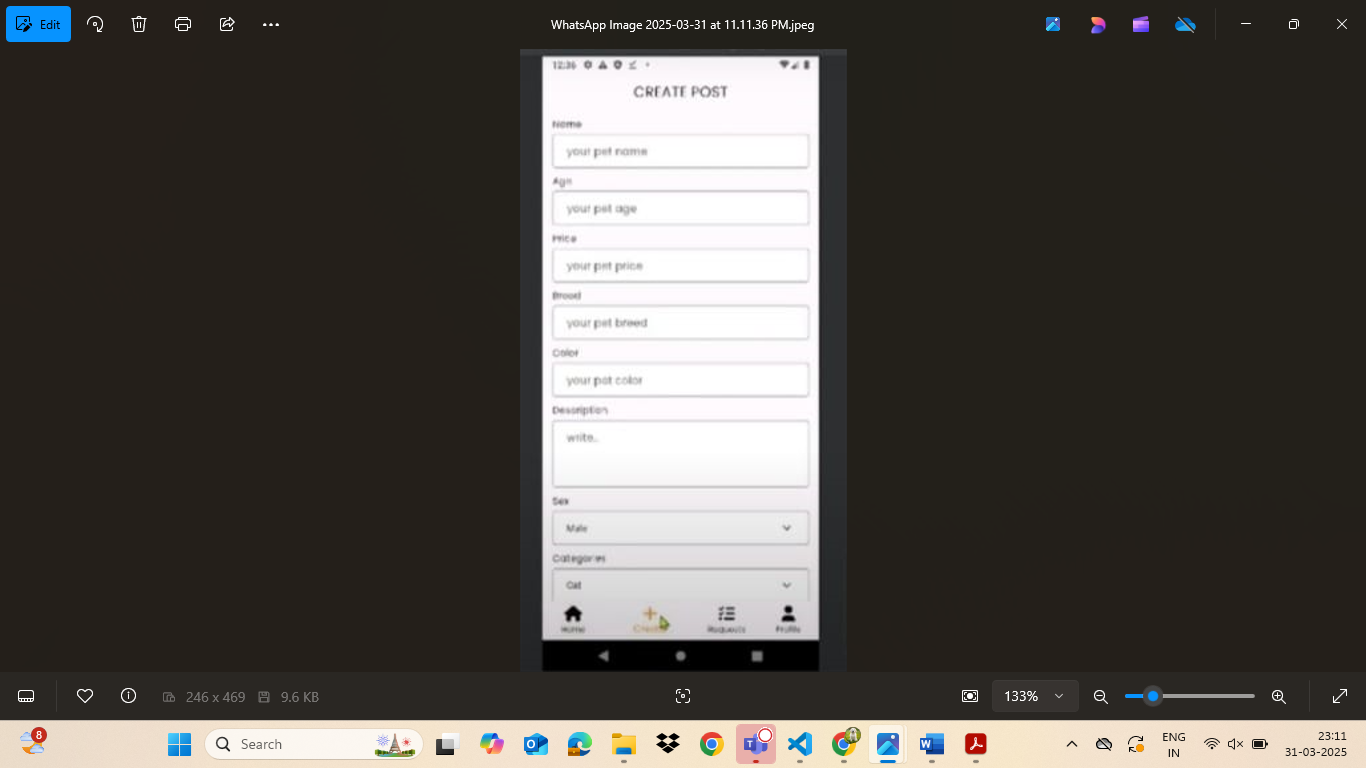 Edit
WhatsApp Image 2025-03-31 at 11.11.36 PM.jpeg
12:36
CREATE POST
Name
your pet name
Age
your pet age
Price
your pet price
Breed
your pet breed
Color
your pet color
Description
write..
Sex
Male
Categories
Cat
Home
Create
Requests
Profile
246 x 469
9.6 KB
133%
8
Search
ENG
IN
23:11
31-03-2025